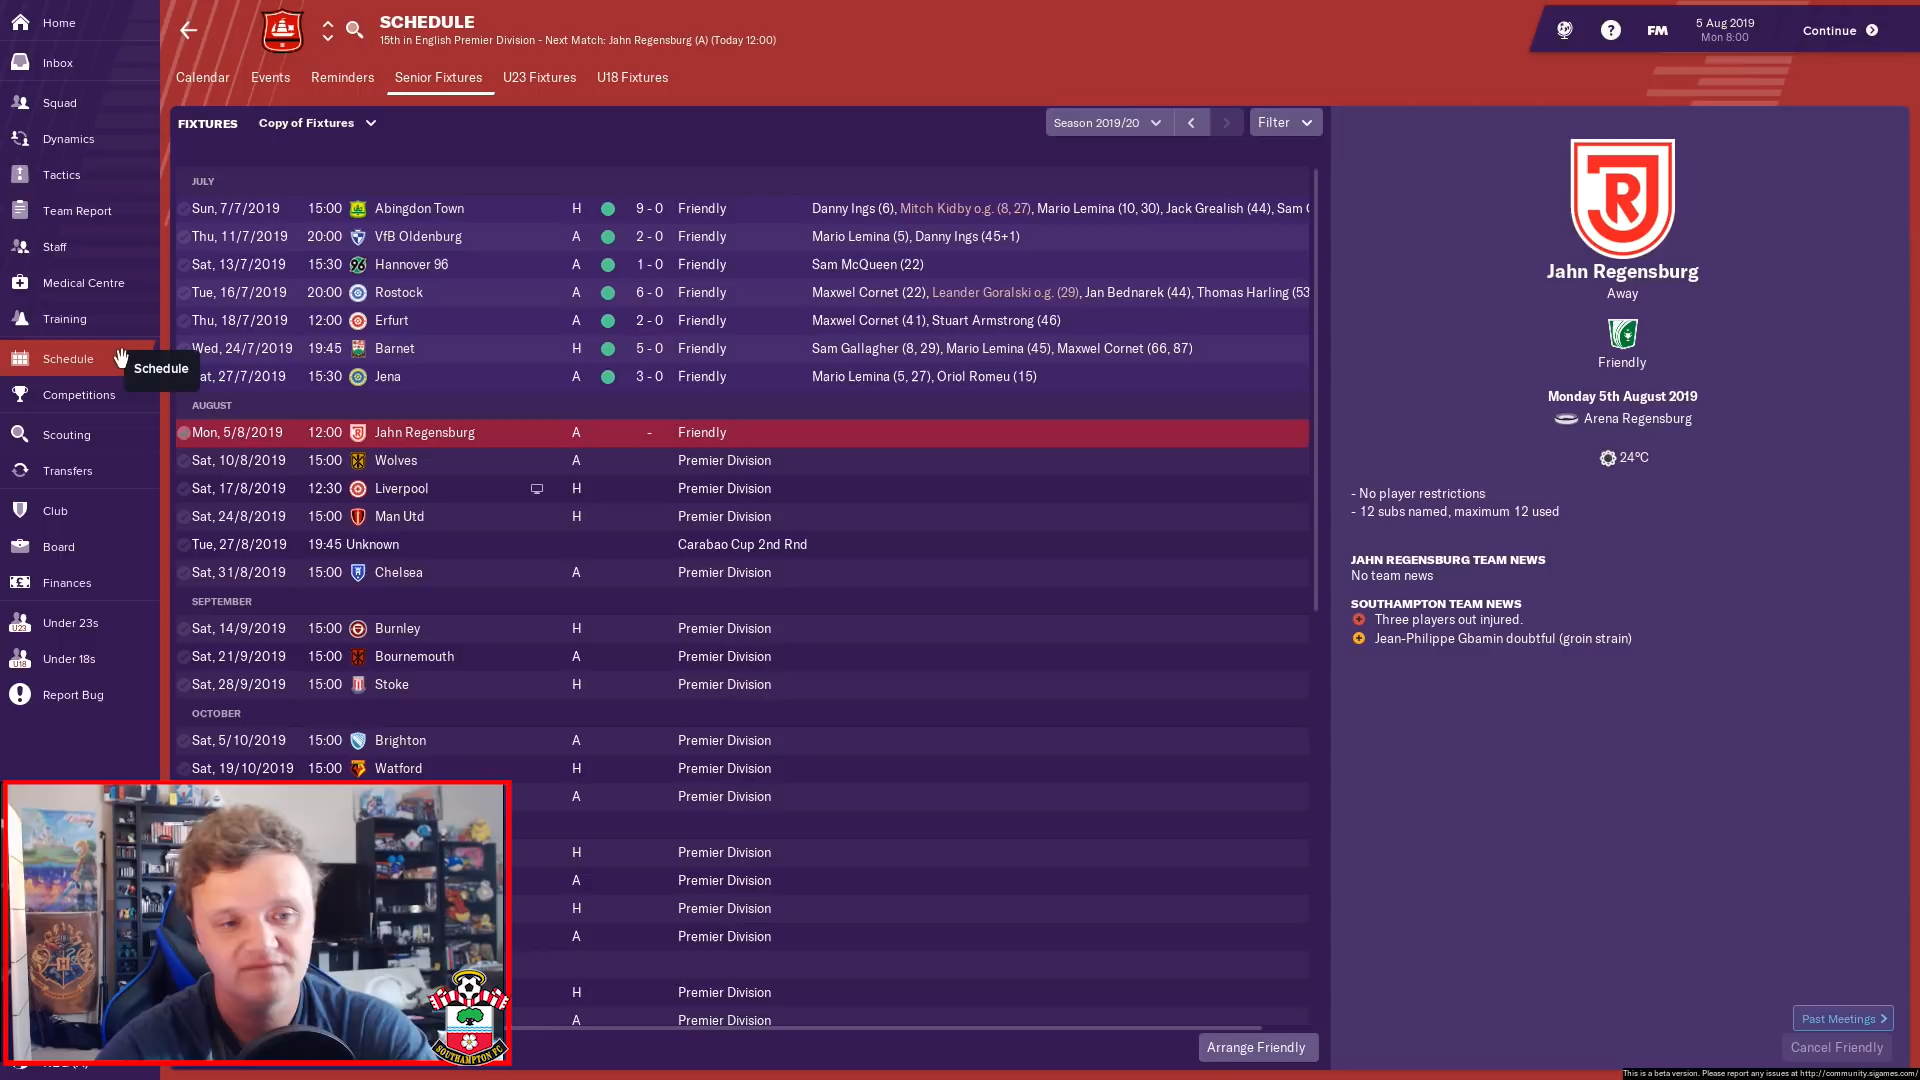 Home
Inbox
Squad
Dynamics
Tactics
Team Report
Staff
Medical Centre
Training
Schedule
Schedule
Competitions
Scouting
Transfers
Club
Board
Finances
U23 Under 23s
U18 Under 18s
Report Bug
SCHEDULE
15th in English Premier Division - Next Match: Jahn Regensburg (A) (Today 12:00)
FM
5 Aug 2019
Mon 8:00
Continue
Calendar Events Reminders Senior Fixtures U23 Fixtures U18 Fixtures
FIXTURES Copy of Fixtures Season 2019/20 Filter
JULY
Sun, 7/7/2019 15:00 Abingdon Town H 9 - 0 Friendly Danny Ings (6), Mitch Kidby o.g. (8, 27), Mario Lemina (10, 30), Jack Grealish (44), Sam
Thu, 11/7/2019 20:00 VfB Oldenburg A 2 - 0 Friendly Mario Lemina (5), Danny Ings (45+1)
Sat, 13/7/2019 15:30 Hannover 96 A 1 - 0 Friendly Sam McQueen (22)
Tue, 16/7/2019 20:00 Rostock A 6 - 0 Friendly Maxwel Cornet (22), Leander Goralski o.g. (29), Jan Bednarek (44), Thomas Harling (53
Thu, 18/7/2019 12:00 Erfurt A 2 - 0 Friendly Maxwel Cornet (41), Stuart Armstrong (46)
Wed, 24/7/2019 19:45 Barnet H 5 - 0 Friendly Sam Gallagher (8, 29), Mario Lemina (45), Maxwel Cornet (66, 87)
at, 27/7/2019 15:30 Jena A 3 - 0 Friendly Mario Lemina (5, 27), Oriol Romeu (15)
AUGUST
Mon, 5/8/2019 12:00 Jahn Regensburg A - Friendly
Sat, 10/8/2019 15:00 Wolves A Premier Division
Sat, 17/8/2019 12:30 Liverpool H Premier Division
Sat, 24/8/2019 15:00 Man Utd H Premier Division
Tue, 27/8/2019 19:45 Unknown Carabao Cup 2nd Rnd
Sat, 31/8/2019 15:00 Chelsea A Premier Division
SEPTEMBER
Sat, 14/9/2019 15:00 Burnley H Premier Division
Sat, 21/9/2019 15:00 Bournemouth A Premier Division
Sat, 28/9/2019 15:00 Stoke H Premier Division
OCTOBER
Sat, 5/10/2019 15:00 Brighton A Premier Division
Sat, 19/10/2019 15:00 Watford H Premier Division
A Premier Division
H Premier Division
A Premier Division
H Premier Division
A Premier Division
H Premier Division
A Premier Division
Arrange Friendly
Jahn Regensburg
Away
Friendly
Monday 5th August 2019
Arena Regensburg
24°C
- No player restrictions
- 12 subs named, maximum 12 used
JAHN REGENSBURG TEAM NEWS
No team news
SOUTHAMPTON TEAM NEWS
Three players out injured.
Jean-Philippe Gbamin doubtful (groin strain)
Past Meetings
Cancel Friendly
This is a beta version. Please report any issues at http://community.sigames.com/
SOUTHAMPTON FC